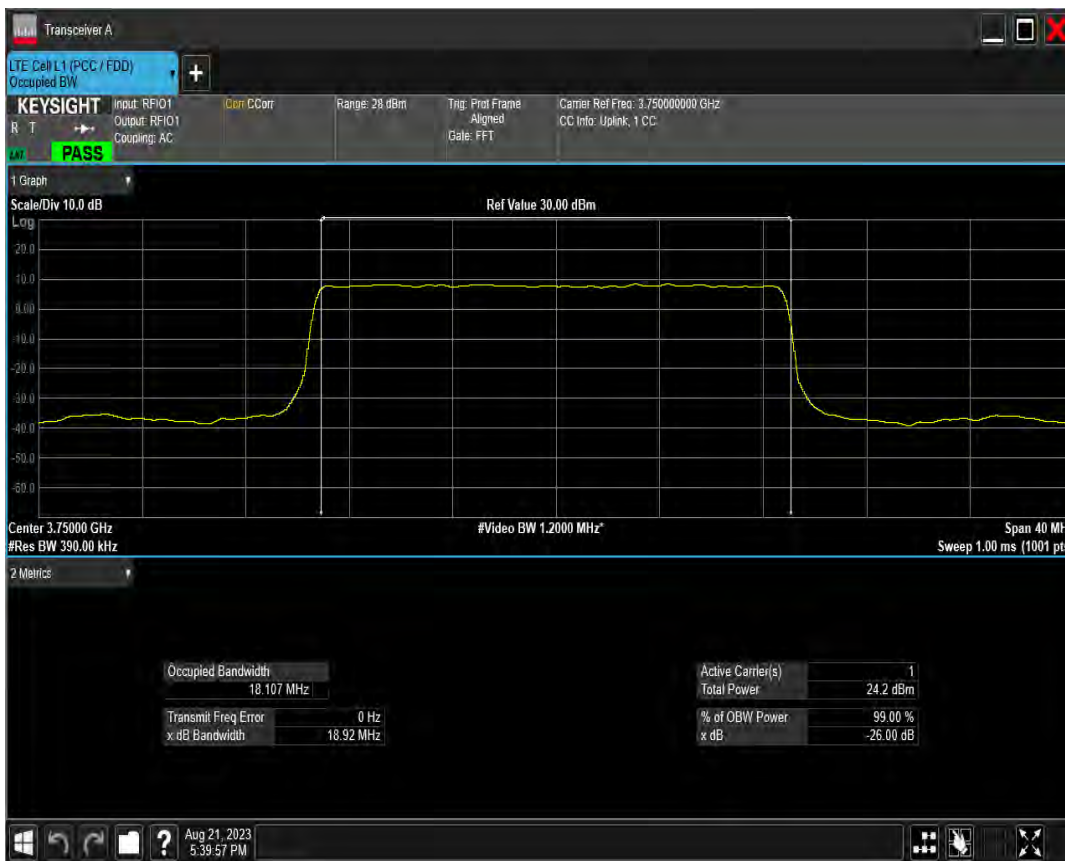 Transceiver A
LTE Cell L1 (PCC / FDD)
Occupied BW
+
KEYSIGHT
R T
PASS
Input: RFIO1
Output: RFIO1
Coupling: AC
Corr CCorr
Range: 28 dBm
Trig: Prot Frame
Aligned
Gate: FFT
Carrier Ref Freq: 3.750000000 GHz
CC Info: Uplink, 1 CC
1 Graph
Scale/Div 10.0 dB
Ref Value 30.00 dBm
Log
20.0
10.0
0.00
-10.0
-20.0
-30.0
-40.0
-50.0
-60.0
Center 3.75000 GHz
#Video BW 1.2000 MHz*
Span 40 MH
#Res BW 390.00 kHz
Sweep 1.00 ms (1001 pts
2 Metrics
Occupied Bandwidth
18.107 MHz
Transmit Freq Error 0 Hz
x dB Bandwidth 18.92 MHz
Active Carrier(s) 1
Total Power 24.2 dBm
% of OBW Power 99.00 %
x dB -26.00 dB
?
Aug 21, 2023
5:39:57 PM